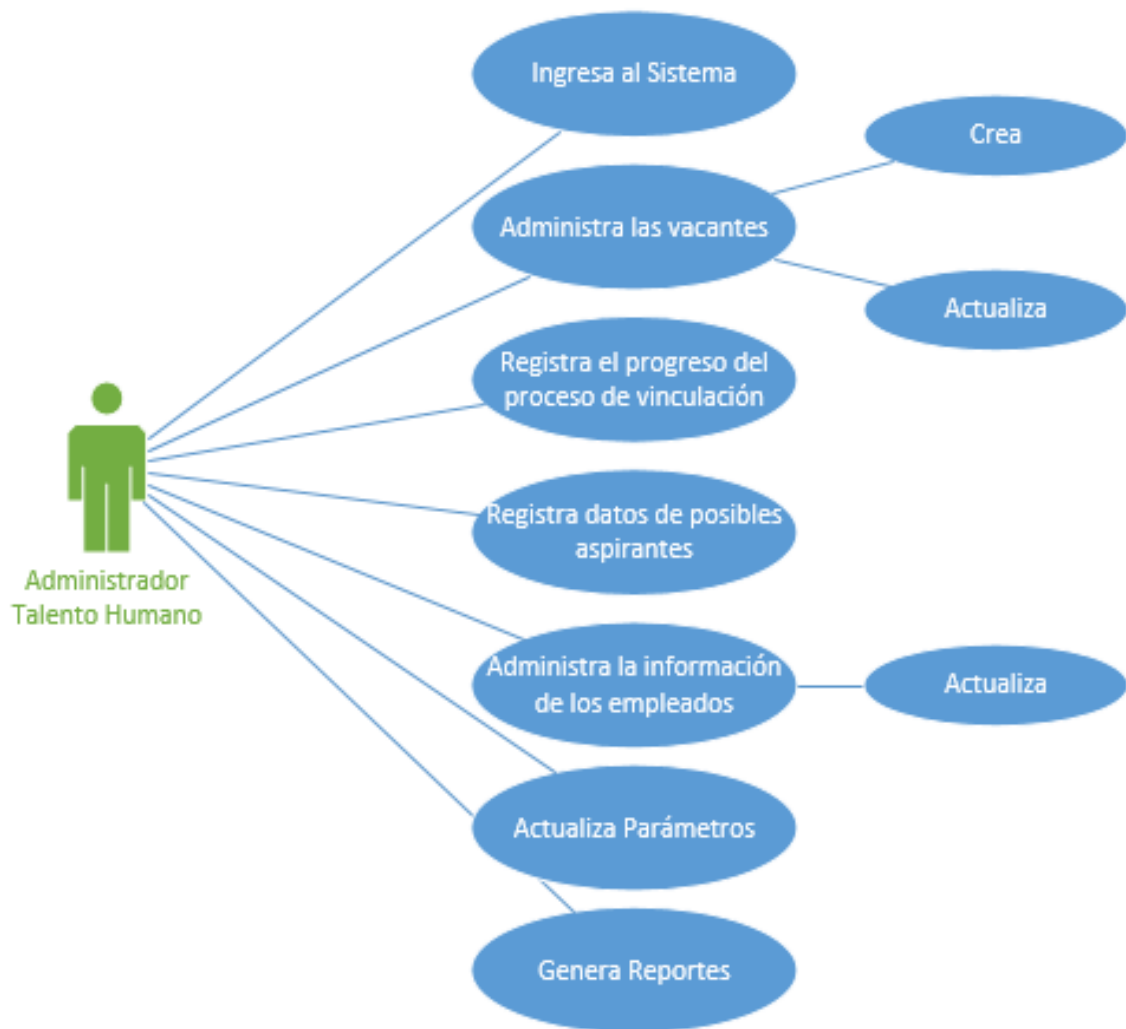 Ingresa al Sistema
Crea
Administra las vacantes
Actualiza
Registra el progreso del
proceso de vinculación
Registra datos de posibles
aspirantes
Administrador
Talento Humano
Administra la información
de los empleados
Actualiza
Actualiza Parámetros
Genera Reportes